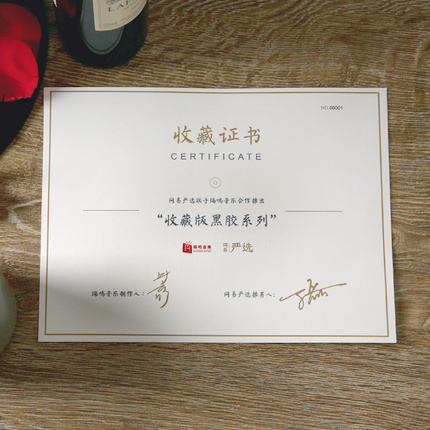 NO.00001
收藏证书
CERTIFICATE
网易严选联手瑞鸣音乐合作推出
“收藏版黑胶系列”
瑞鸣音乐
网易严选
瑞鸣音乐制作人：
网易严选推荐人：